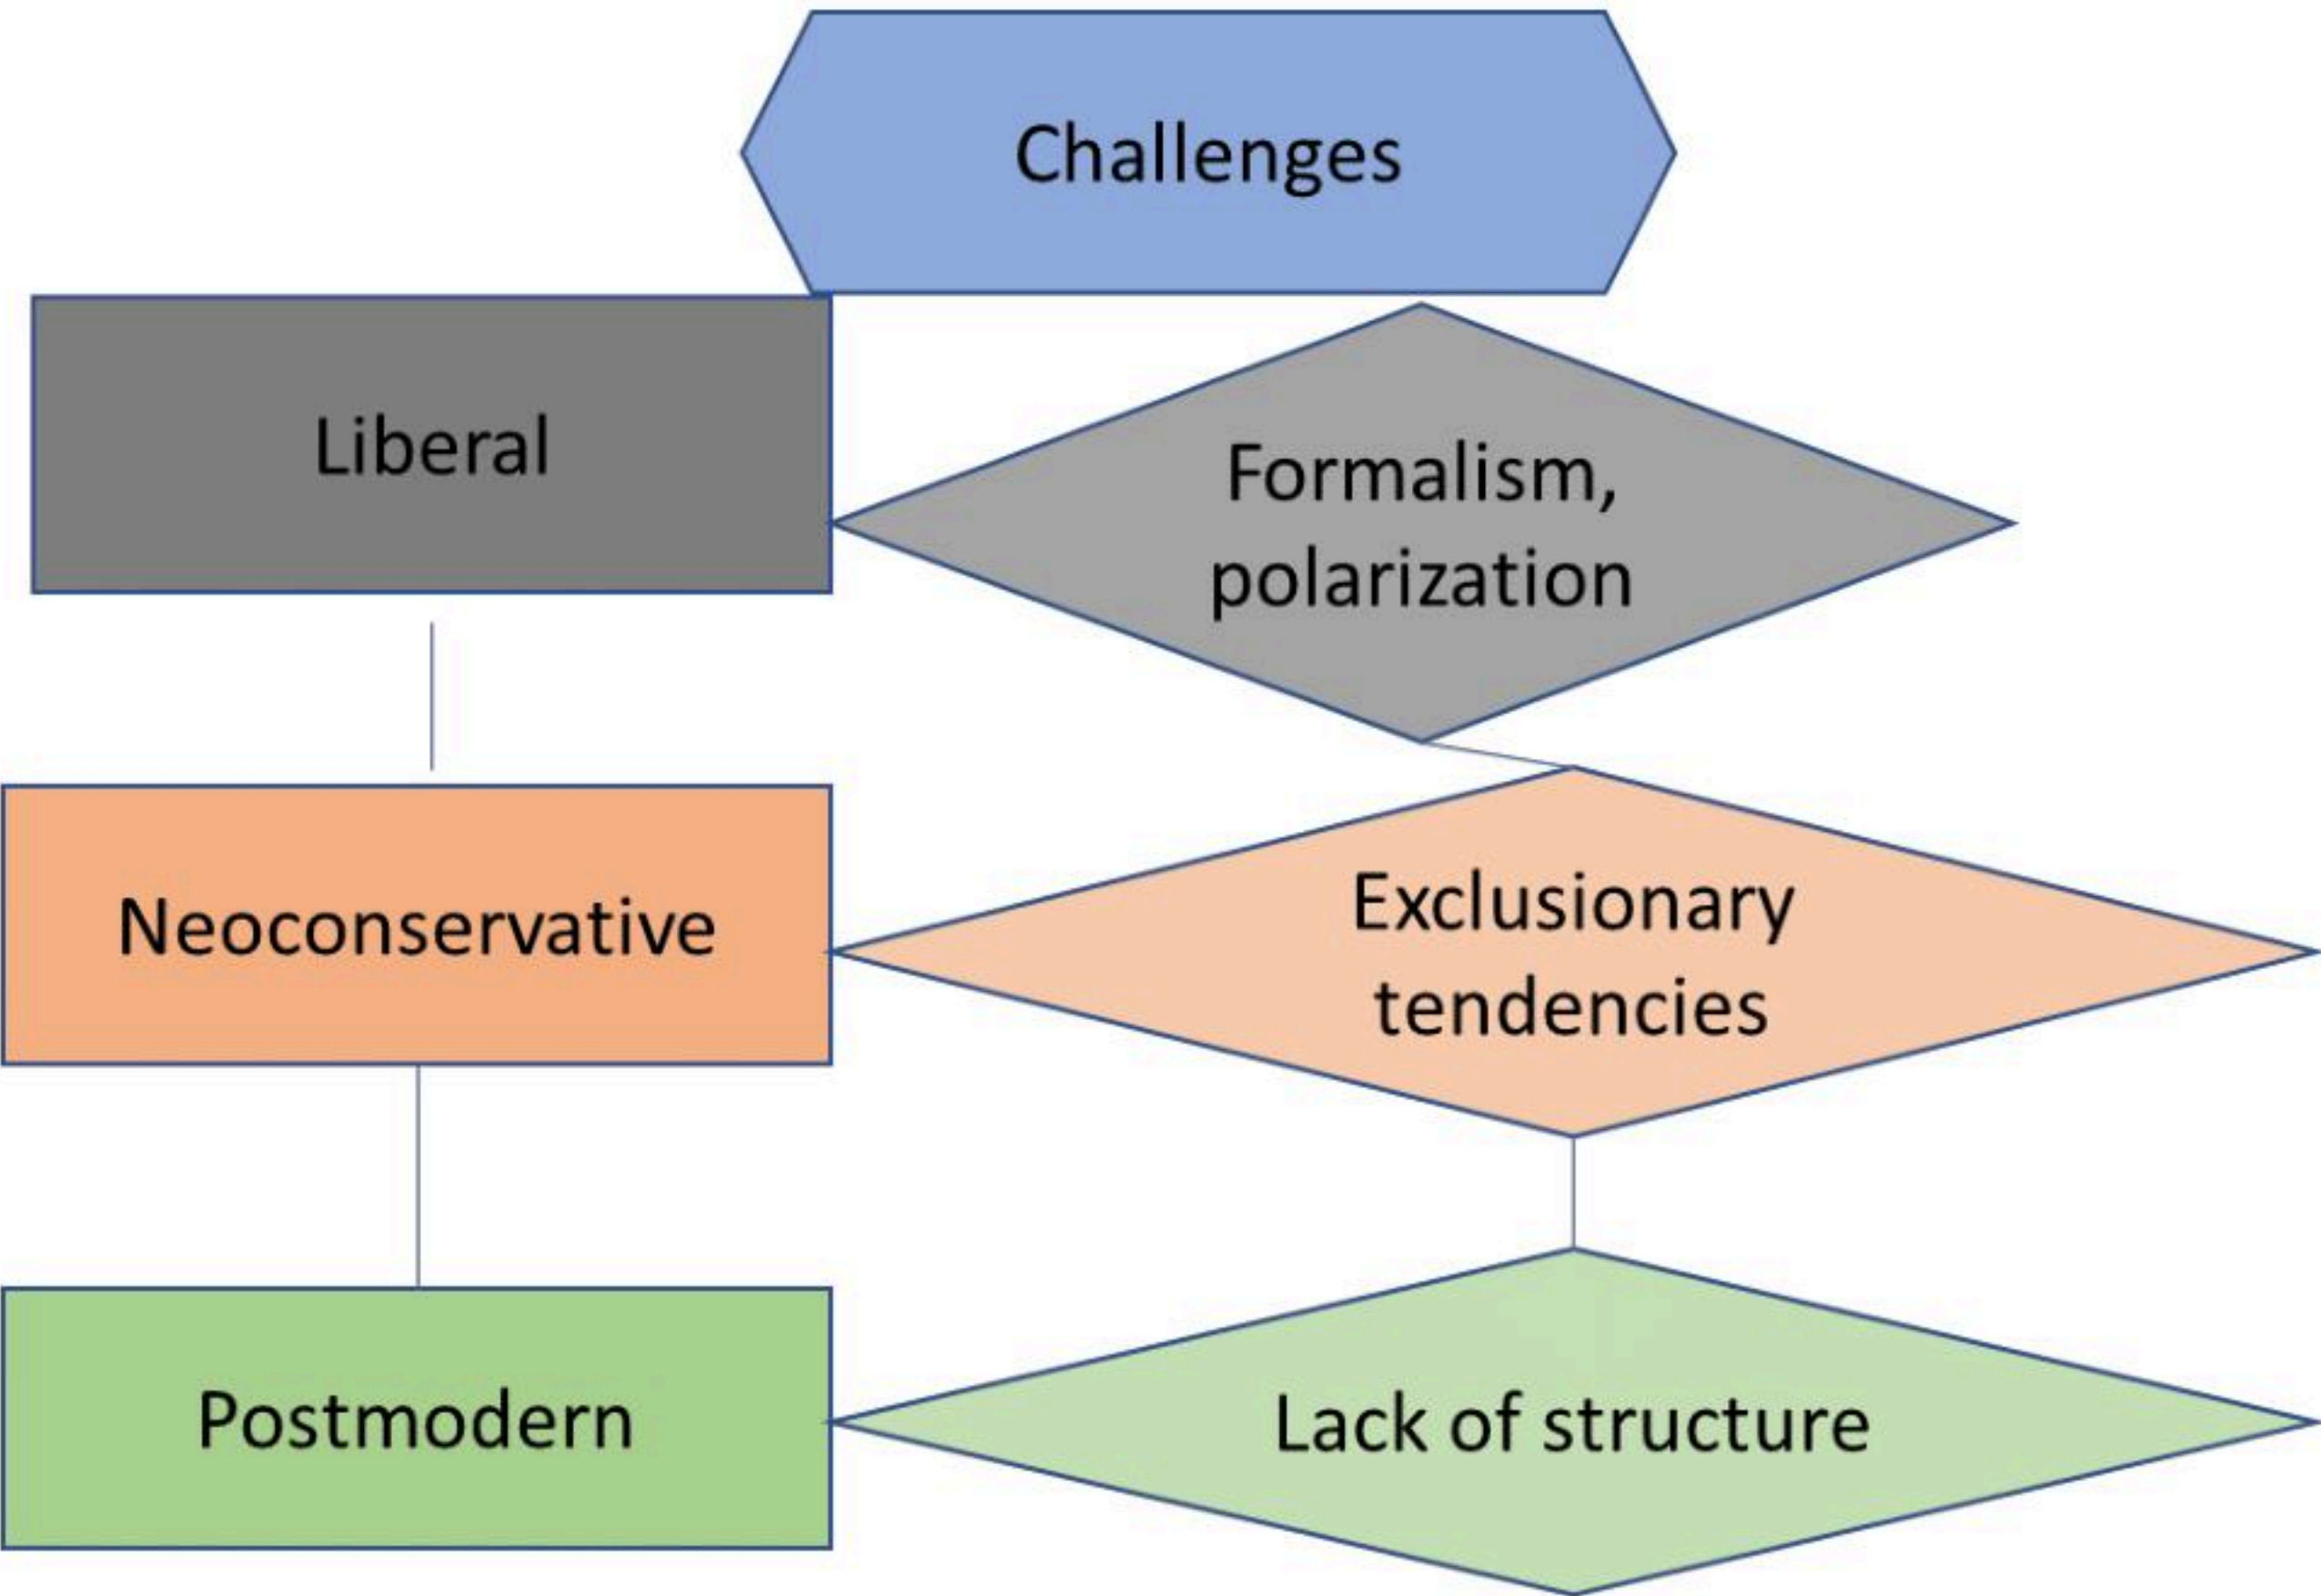 Challenges
Liberal
Formalism,
polarization
Neoconservative
Exclusionary
tendencies
Postmodern
Lack of structure